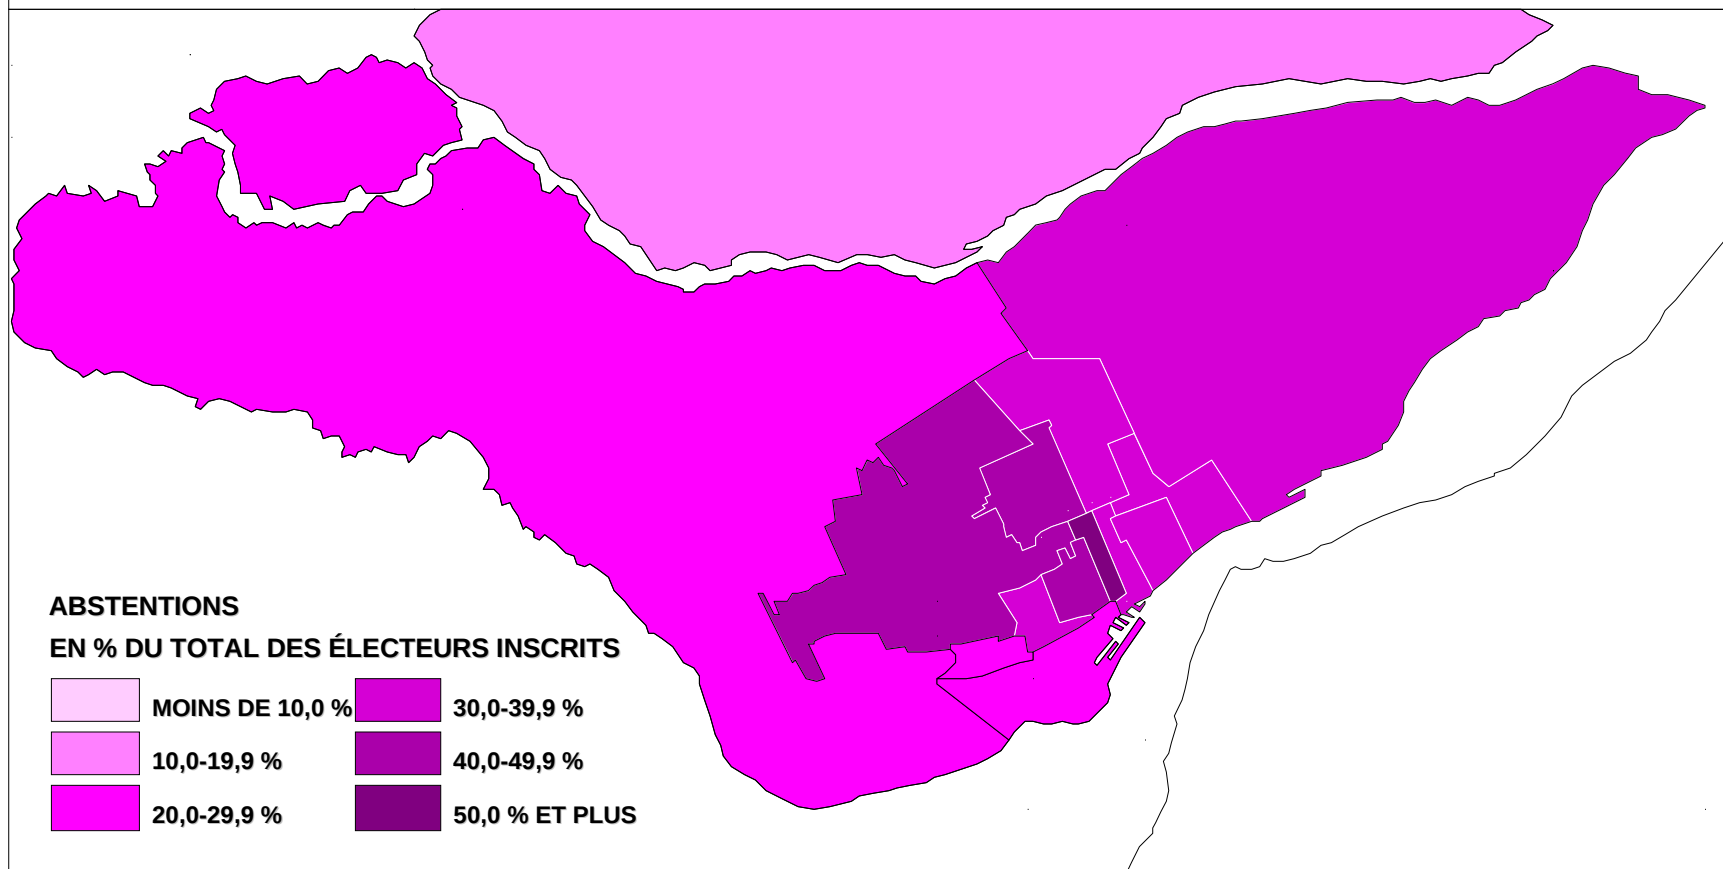 ABSTENTIONS
EN % DU TOTAL DES ÉLECTEURS INSCRITS
MOINS DE 10,0 %
10,0-19,9 %
20,0-29,9 %
30,0-39,9 %
40,0-49,9 %
50,0 % ET PLUS